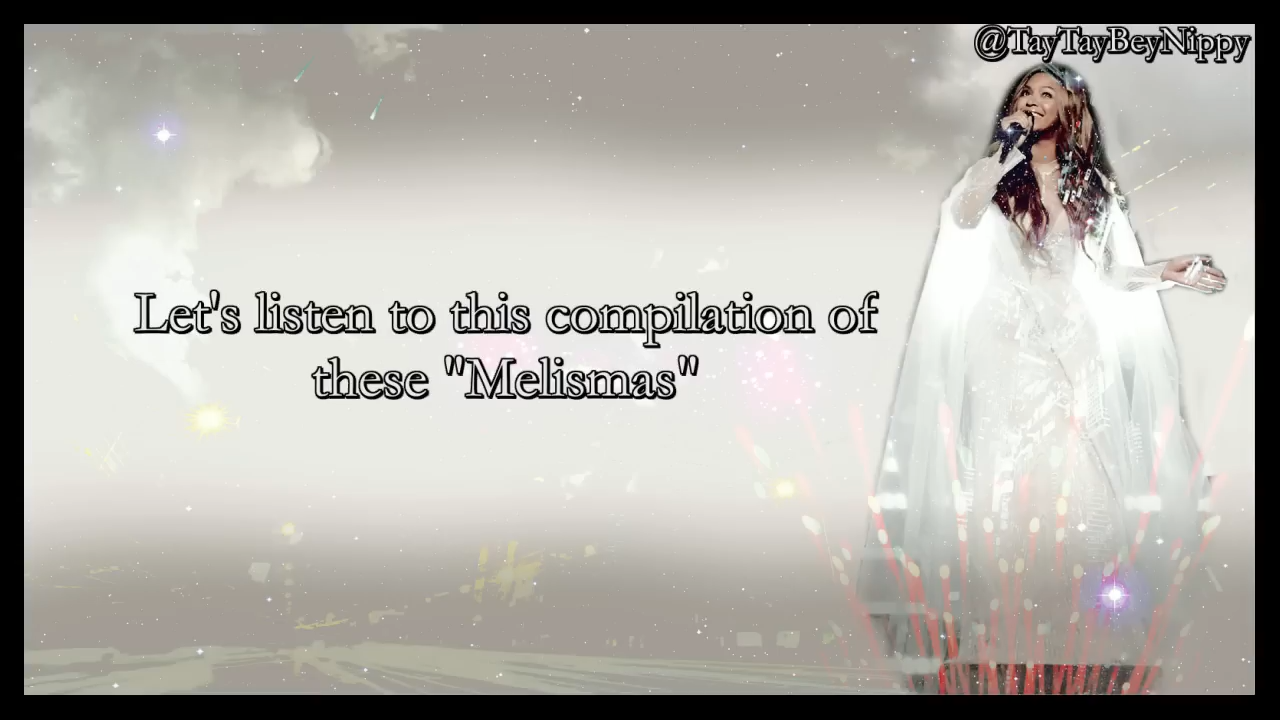 @TayTayBeyNippy
Let's listen to this compilation of
these "Melismas"